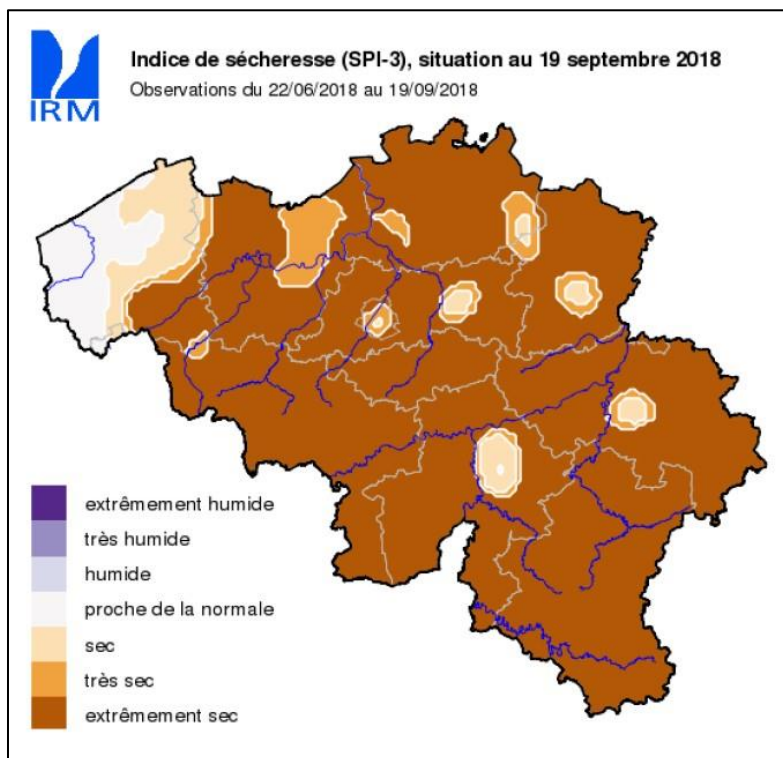 IRM
Indice de sécheresse (SPI-3), situation au 19 septembre 2018
Observations du 22/06/2018 au 19/09/2018
extrêmement humide
très humide
humide
proche de la normale
sec
très sec
extrêmement sec